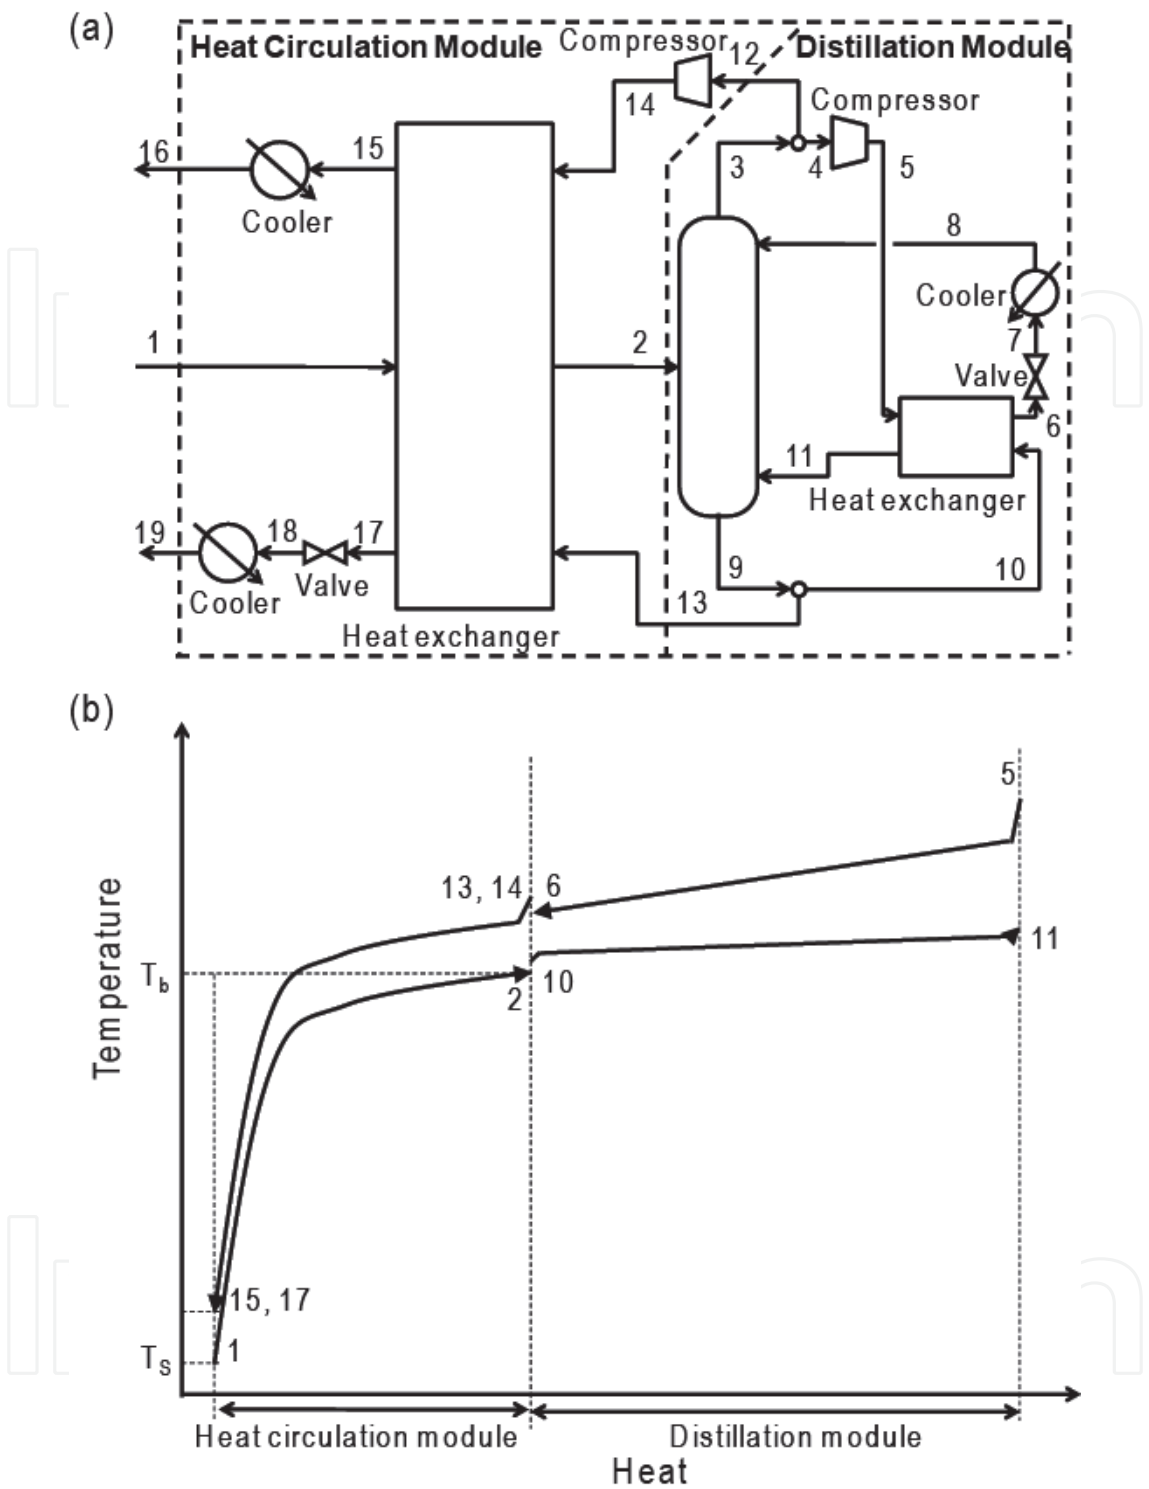 (a)
Heat Circulation Module
Compressor
12
Distillation Module
14
Compressor
16
15
3
4
5
Cooler
8
Cooler
1
2
7
Valve
6
11
Heat exchanger
19
18
17
9
10
Valve
Cooler
13
Heat exchanger
(b)
5
13, 14
6
11
Tb
10
2
Temperature
15, 17
1
TS
Heat circulation module
Distillation module
Heat